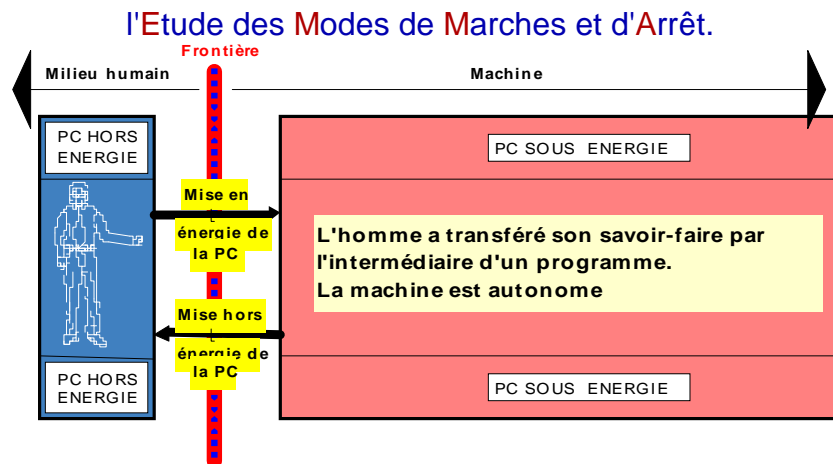 l'Etude des Modes de Marches et d'Arrêt.
Frontière
Milieu humain
Machine
PC HORS
ENERGIE
PC SOUS ENERGIE
Mise en
énergie de
la PC
L'homme a transféré son savoir-faire par
l'intermédiaire d'un programme.
La machine est autonome
Mise hors
énergie de
la PC
PC HORS
ENERGIE
PC SOUS ENERGIE